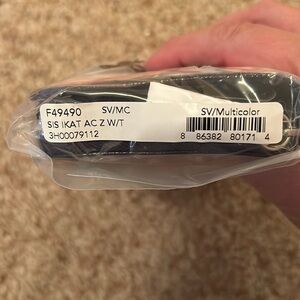 F49490 SV/MC
SIS IKAT AC Z W/T
3H00079112
SV/Multicolor
8 86382 80171 4